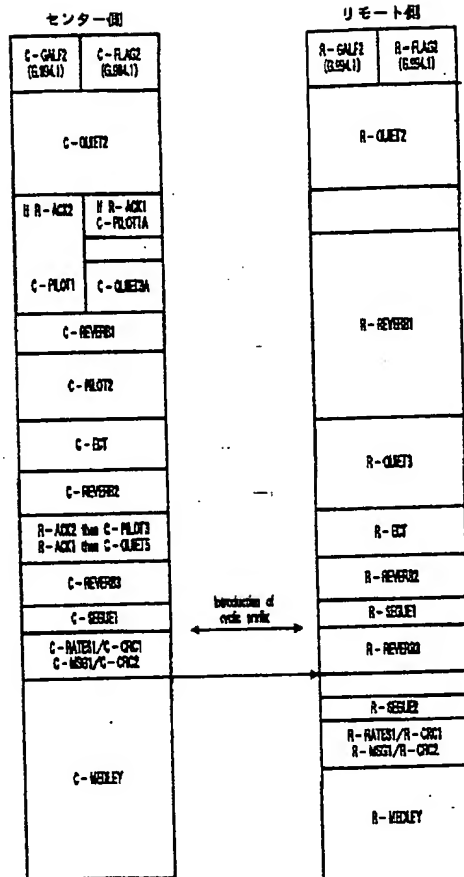 センター側
C-GALF2
(G.994.1)
C-FLAG2
(G.994.1)
C-QUIET2
If R-ACK2
C-PILOT1
If R-ACK1
C-PILOT1A
C-QUIET3A
C-REVERB1
C-PILOT2
C-ECT
C-REVERB2
R-ACK2 then C-PILOT3
R-ACK1 then C-QUIET5
C-REVERB3
C-SEGUE1
C-RATES1/C-CRC1
C-MSG1/C-CRC2
C-MEDLEY
Introduction of
cyclic prefix
リモート側
R-GALF2
(G.994.1)
R-FLAG2
(G.994.1)
R-QUIET2
R-REVERB1
R-QUIET3
R-ECT
R-REVERB2
R-SEGUE1
R-REVERB3
R-SEGUE2
R-RATES1/R-CRC1
R-MSG1/R-CRC2
R-MEDLEY